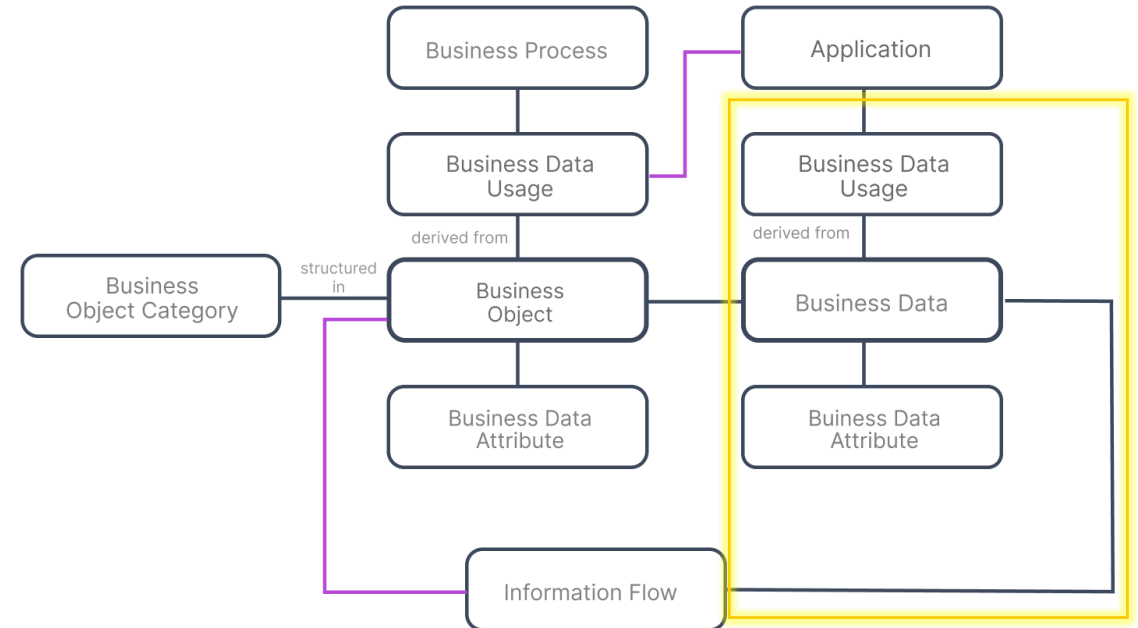 Business Process
Application
Business Data
Usage
Business Data
Usage
derived from
derived from
structured
in
Business
Object Category
Business
Object
Business Data
Business Data
Attribute
Buiness Data
Attribute
Information Flow